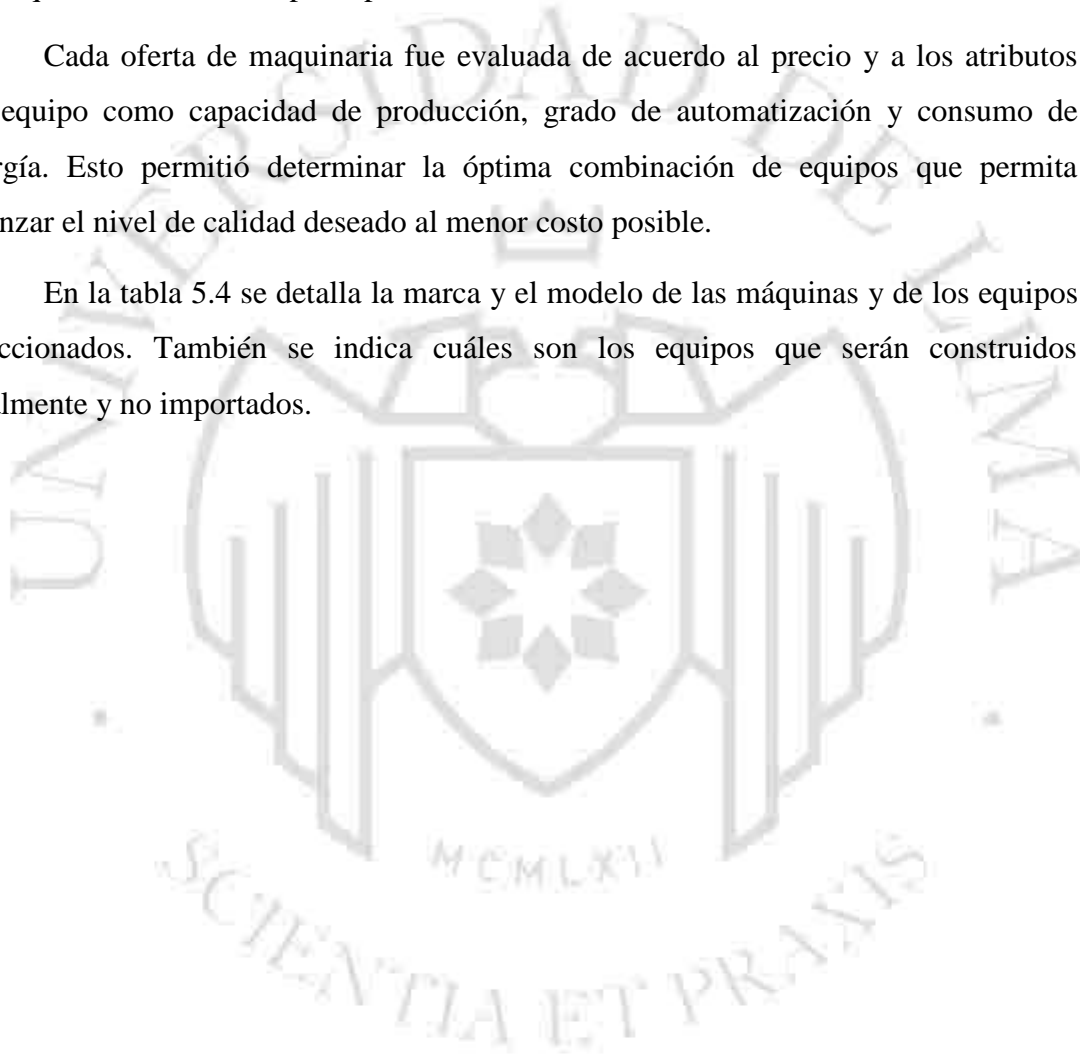 Cada oferta de maquinaria fue evaluada de acuerdo al precio y a los atributos
equipo como capacidad de producción, grado de automatización y consumo de
rgía. Esto permitió determinar la óptima combinación de equipos que permita
nzar el nivel de calidad deseado al menor costo posible.
En la tabla 5.4 se detalla la marca y el modelo de las máquinas y de los equipos
ccionados. También se indica cuáles son los equipos que serán construidos
lmente y no importados.
UNIVERSIDAD DE LIMA
MCMLXII
SCIENTIA ET PRAXIS